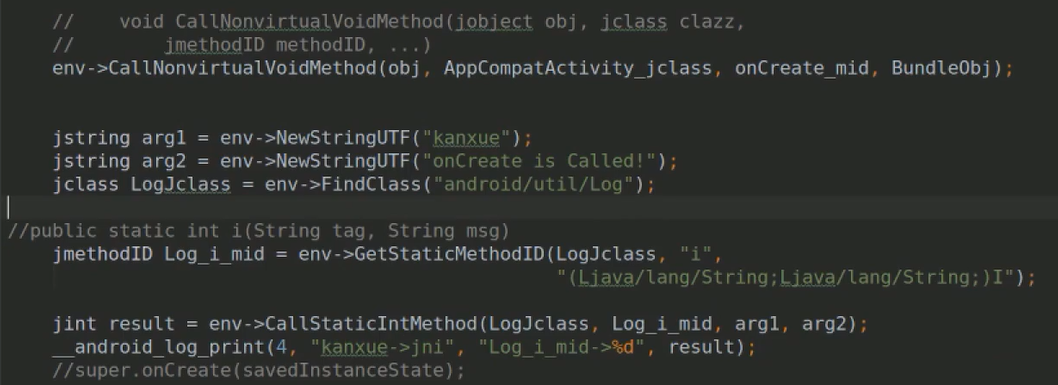 //    void CallNonvirtualVoidMethod(jobject obj, jclass clazz,
//        jmethodID methodID, ...)
env->CallNonvirtualVoidMethod(obj, AppCompatActivity_jclass, onCreate_mid, BundleObj);
jstring arg1 = env->NewStringUTF("kanxue");
jstring arg2 = env->NewStringUTF("onCreate is Called!");
jclass LogJclass = env->FindClass("android/util/Log");
//public static int i(String tag, String msg)
jmethodID Log_i_mid = env->GetStaticMethodID(LogJclass, "i",
"(Ljava/lang/String;Ljava/lang/String;)I");
jint result = env->CallStaticIntMethod(LogJclass, Log_i_mid, arg1, arg2);
__android_log_print(4, "kanxue->jni", "Log_i_mid->%d", result);
//super.onCreate(savedInstanceState);